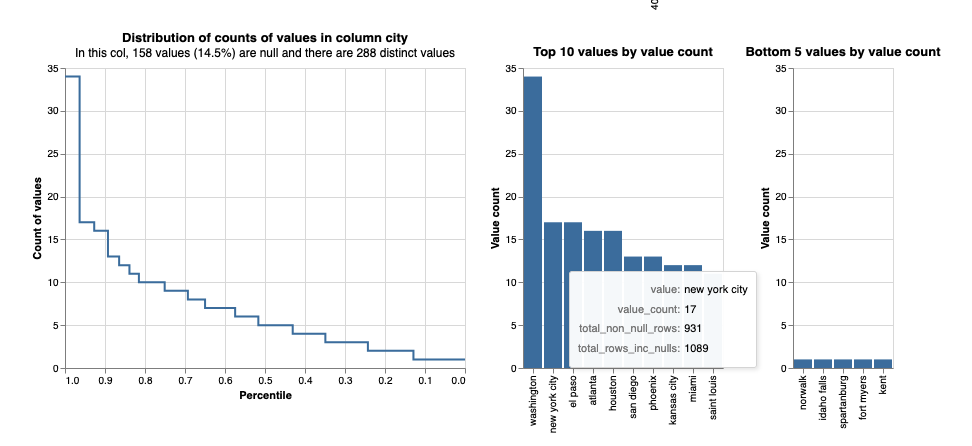 40
Distribution of counts of values in column city
In this col, 158 values (14.5%) are null and there are 288 distinct values
35
30
25
20
15
10
5
0
Count of values
1.0 0.9 0.8 0.7 0.6 0.5 0.4 0.3 0.2 0.1 0.0
Percentile
Top 10 values by value count
35
30
25
20
15
10
5
0
Value count
value: new york city
value_count: 17
total_non_null_rows: 931
total_rows_inc_nulls: 1089
washington
new york city
el paso
atlanta
houston
san diego
phoenix
kansas city
miami
saint louis
Bottom 5 values by value count
35
30
25
20
15
10
5
0
Value count
norwalk
idaho falls
spartanburg
fort myers
kent